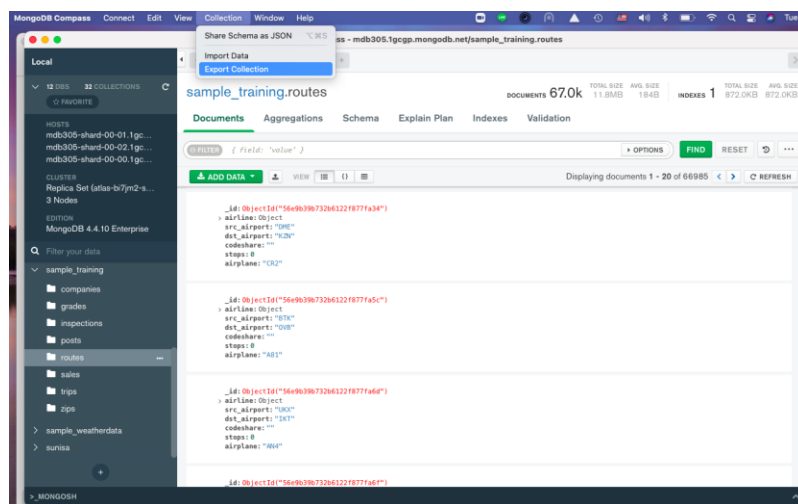 MongoDB Compass Connect Edit View Collection Window Help Tue
Share Schema as JSON ⌥⌘S
Import Data
Export Collection
ss - mdb305.1gcgp.mongodb.net/sample_training.routes
Local
12 DBS 32 COLLECTIONS
FAVORITE
HOSTS
mdb305-shard-00-01.1gc...
mdb305-shard-00-02.1gc...
mdb305-shard-00-00.1gc...
CLUSTER
Replica Set (atlas-bi7jm2-s...
3 Nodes
EDITION
MongoDB 4.4.10 Enterprise
Filter your data
sample_training
companies
grades
inspections
posts
routes ...
sales
trips
zips
sample_weatherdata
sunisa
+
>_MONGOSH
sample_training.routes
DOCUMENTS 67.0k TOTAL SIZE 11.8MB AVG. SIZE 184B INDEXES 1 TOTAL SIZE 872.0KB AVG. SIZE 872.0KB
Documents Aggregations Schema Explain Plan Indexes Validation
FILTER { field: 'value' } OPTIONS FIND RESET ...
ADD DATA VIEW {} Displaying documents 1 - 20 of 66985 < > REFRESH
_id: ObjectId("56e9b39b732b6122f877fa34")
> airline: Object
src_airport: "DME"
dst_airport: "KZN"
codeshare: ""
stops: 0
airplane: "CR2"
_id: ObjectId("56e9b39b732b6122f877fa5c")
> airline: Object
src_airport: "BTK"
dst_airport: "OVB"
codeshare: ""
stops: 0
airplane: "A81"
_id: ObjectId("56e9b39b732b6122f877fa6d")
> airline: Object
src_airport: "UKX"
dst_airport: "IKT"
codeshare: ""
stops: 0
airplane: "AN4"
_id: ObjectId("56e9b39b732b6122f877fa6f")